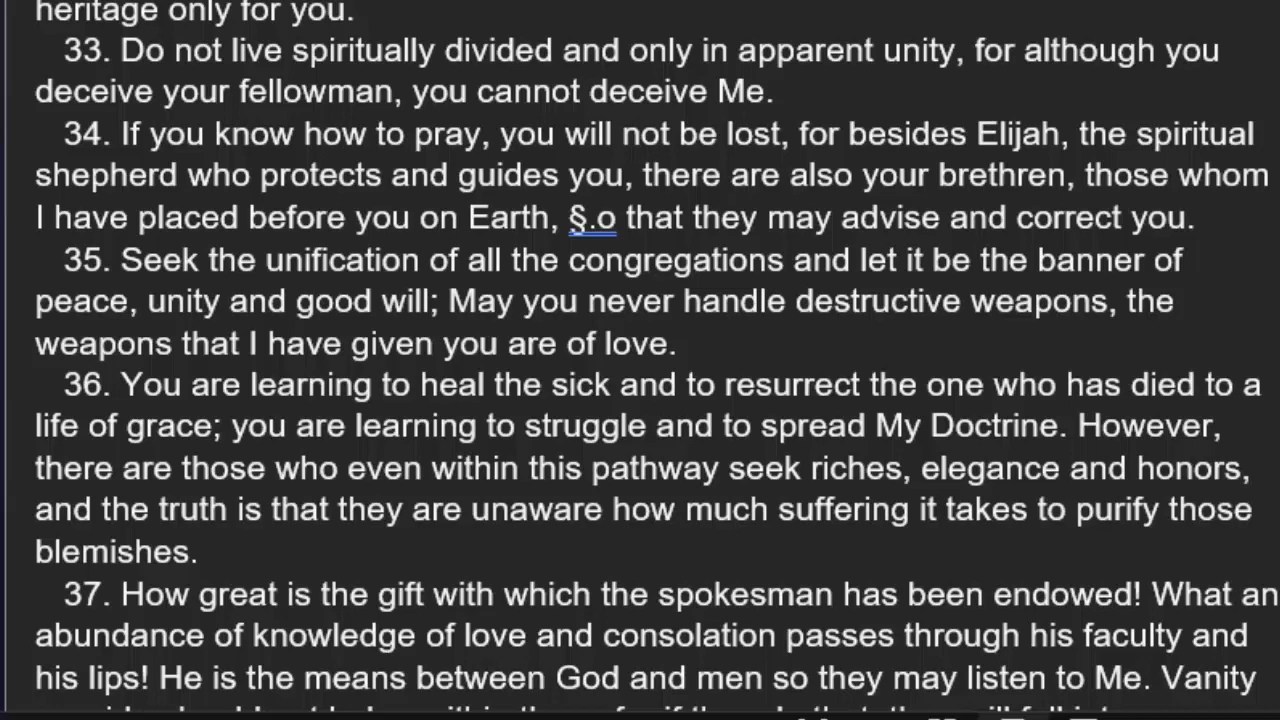 heritage only for you.
33. Do not live spiritually divided and only in apparent unity, for although you
deceive your fellowman, you cannot deceive Me.
34. If you know how to pray, you will not be lost, for besides Elijah, the spiritual
shepherd who protects and guides you, there are also your brethren, those whom
I have placed before you on Earth, §.o that they may advise and correct you.
35. Seek the unification of all the congregations and let it be the banner of
peace, unity and good will; May you never handle destructive weapons, the
weapons that I have given you are of love.
36. You are learning to heal the sick and to resurrect the one who has died to a
life of grace; you are learning to struggle and to spread My Doctrine. However,
there are those who even within this pathway seek riches, elegance and honors,
and the truth is that they are unaware how much suffering it takes to purify those
blemishes.
37. How great is the gift with which the spokesman has been endowed! What an
abundance of knowledge of love and consolation passes through his faculty and
his lips! He is the means between God and men so they may listen to Me. Vanity